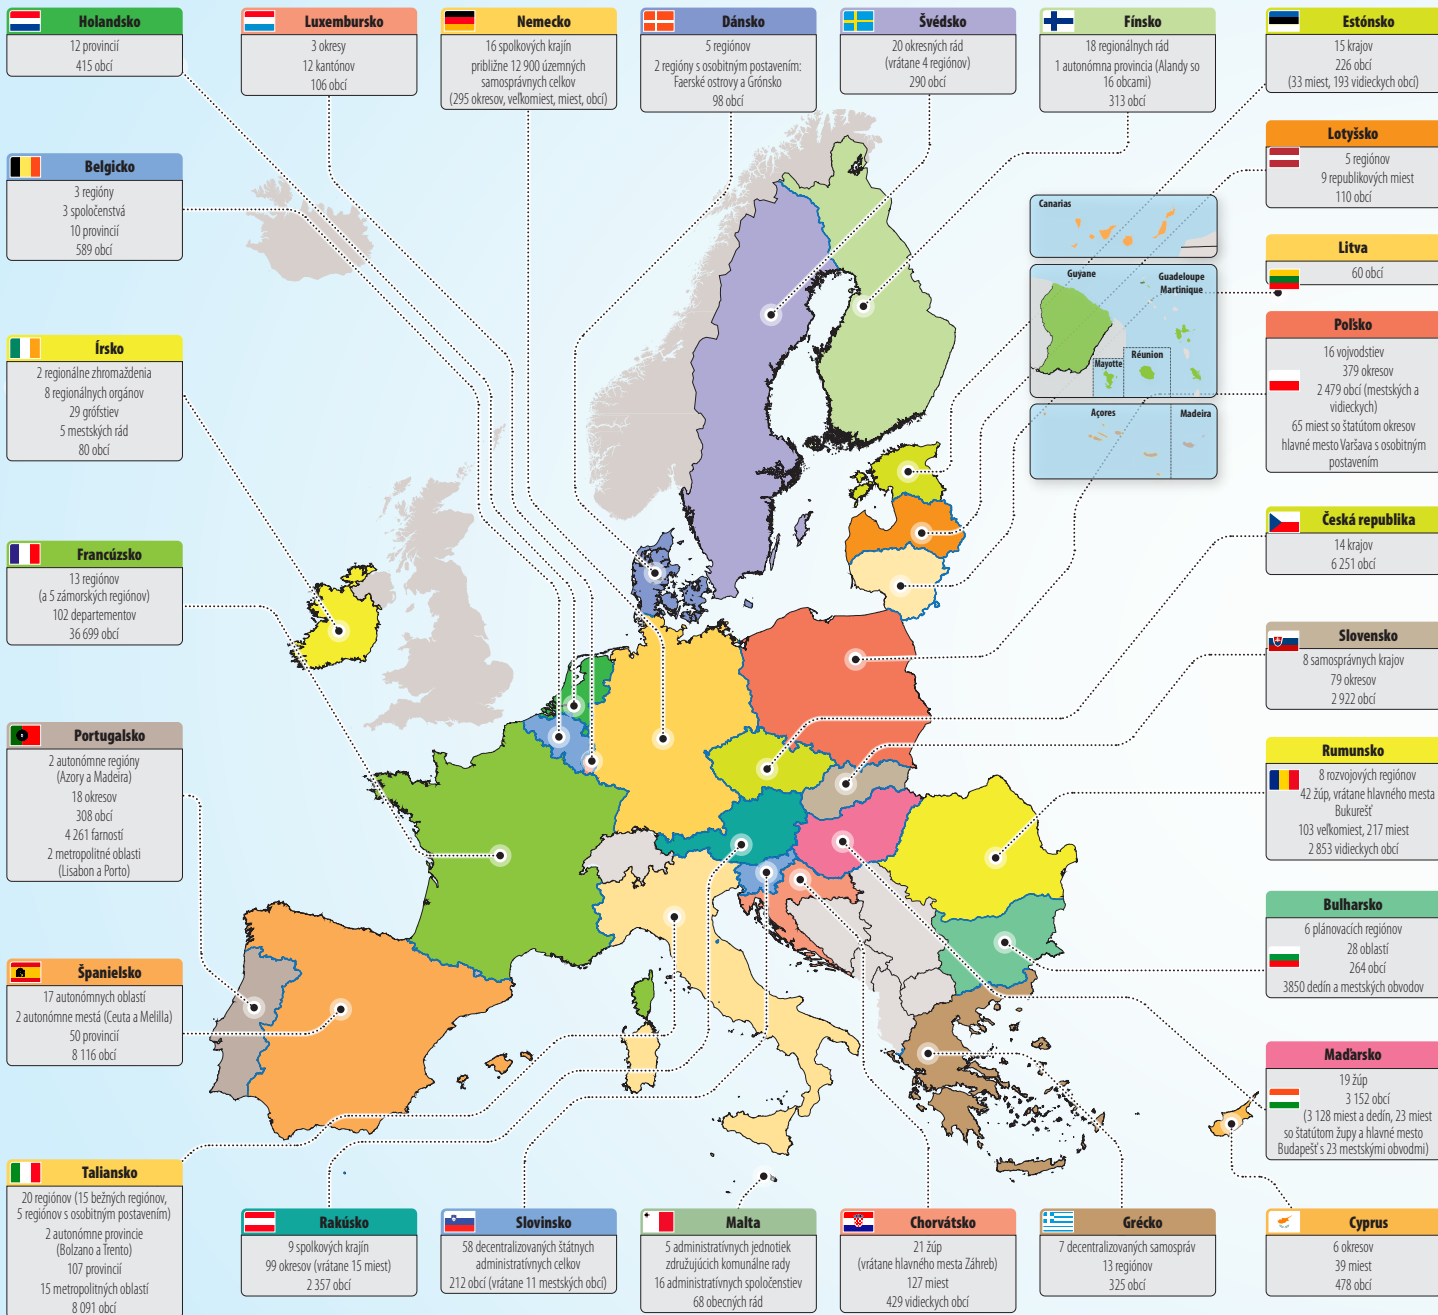 Holandsko
12 provincií
415 obcí
Luxembursko
3 okresy
12 kantónov
106 obcí
Nemecko
16 spolkových krajín
približne 12 900 územných
samosprávnych celkov
(295 okresov, veľkomiest, miest, obcí)
Dánsko
5 regiónov
2 regióny s osobitným postavením:
Faerské ostrovy a Grónsko
98 obcí
Švédsko
20 okresných rád
(vrátane 4 regiónov)
290 obcí
Fínsko
18 regionálnych rád
1 autonómna provincia (Alandy so
16 obcami)
313 obcí
Estónsko
15 krajov
226 obcí
(33 miest, 193 vidieckych obcí)
Lotyšsko
5 regiónov
9 republikových miest
110 obcí
Belgicko
3 regióny
3 spoločenstvá
10 provincií
589 obcí
Canarias
Guyane
Guadeloupe
Martinique
Réunion
Mayotte
Açores
Madeira
Litva
60 obcí
Poľsko
16 vojvodstiev
379 okresov
2 479 obcí (mestských a
vidieckych)
65 miest so štatútom okresov
hlavné mesto Varšava s osobitným
postavením
Írsko
2 regionálne zhromaždenia
8 regionálnych orgánov
29 grófstiev
5 mestských rád
80 obcí
Česká republika
14 krajov
6 251 obcí
Francúzsko
13 regiónov
(a 5 zámorských regiónov)
102 departementov
36 699 obcí
Slovensko
8 samosprávnych krajov
79 okresov
2 922 obcí
Portugalsko
2 autonómne regióny
(Azory a Madeira)
18 okresov
308 obcí
4 261 farností
2 metropolitné oblasti
(Lisabon a Porto)
Rumunsko
8 rozvojových regiónov
42 žúp, vrátane hlavného mesta
Bukurešť
103 veľkomiest, 217 miest
2 853 vidieckych obcí
Bulharsko
6 plánovacích regiónov
28 oblastí
264 obcí
3850 dedín a mestských obvodov
Španielsko
17 autonómnych oblastí
2 autonómne mestá (Ceuta a Melilla)
50 provincií
8 116 obcí
Maďarsko
19 žúp
3 152 obcí
(3 128 miest a dedín, 23 miest
so štatútom župy a hlavné mesto
Budapešť s 23 mestskými obvodmi)
Taliansko
20 regiónov (15 bežných regiónov,
5 regiónov s osobitným postavením)
2 autonómne provincie
(Bolzano a Trento)
107 provincií
15 metropolitných oblastí
8 091 obcí
Rakúsko
9 spolkových krajín
99 okresov (vrátane 15 miest)
2 357 obcí
Slovinsko
58 decentralizovaných štátnych
administratívnych celkov
212 obcí (vrátane 11 mestských obcí)
Malta
5 administratívnych jednotiek
združujúcich komunálne rady
16 administratívnych spoločenstiev
68 obecných rád
Chorvátsko
21 žúp
(vrátane hlavného mesta Záhreb)
127 miest
429 vidieckych obcí
Grécko
7 decentralizovaných samospráv
13 regiónov
325 obcí
Cyprus
6 okresov
39 miest
478 obcí